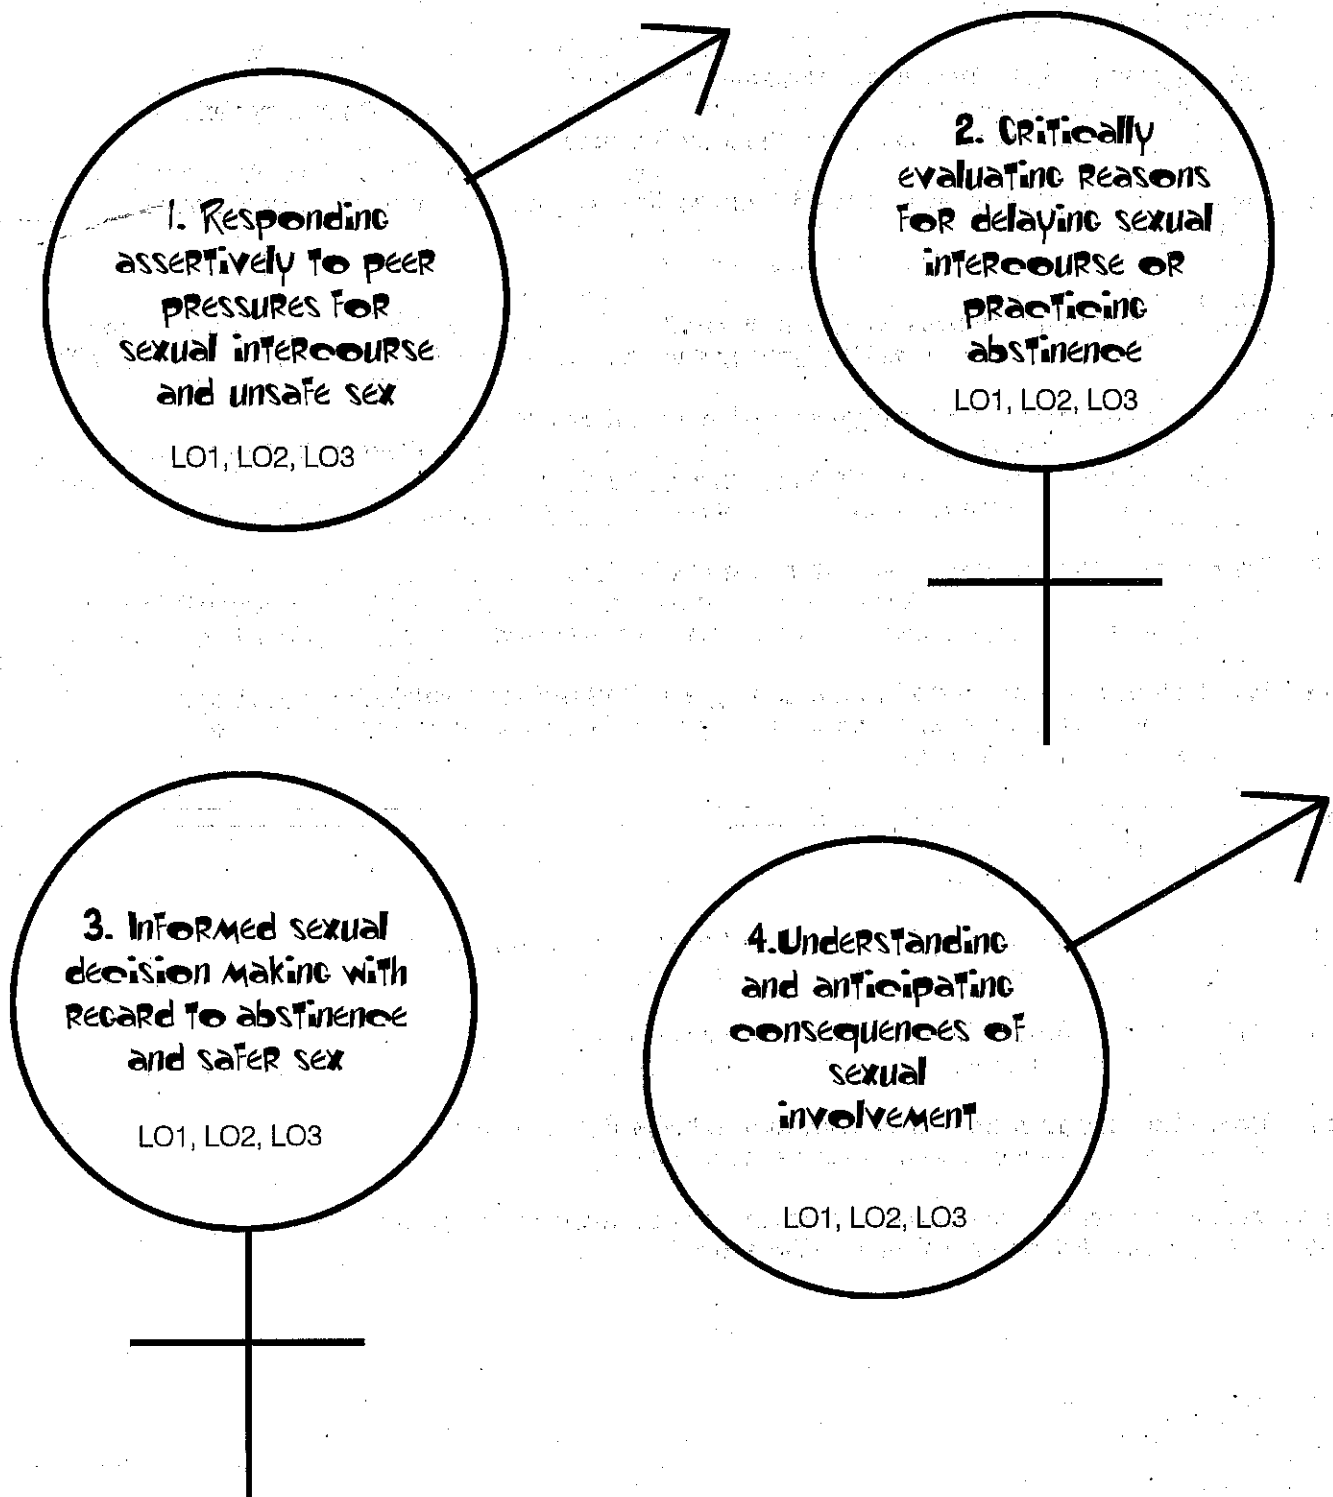 1. Responding
assertively to peer
pressures for
sexual intercourse
and unsafe sex
LO1, LO2, LO3
2. Critically
evaluating reasons
for delaying sexual
intercourse or
practicing
abstinence
LO1, LO2, LO3
3. Informed sexual
decision making with
regard to abstinence
and safer sex
LO1, LO2, LO3
4.Understanding
and anticipating
consequences of
sexual
involvement
LO1, LO2, LO3